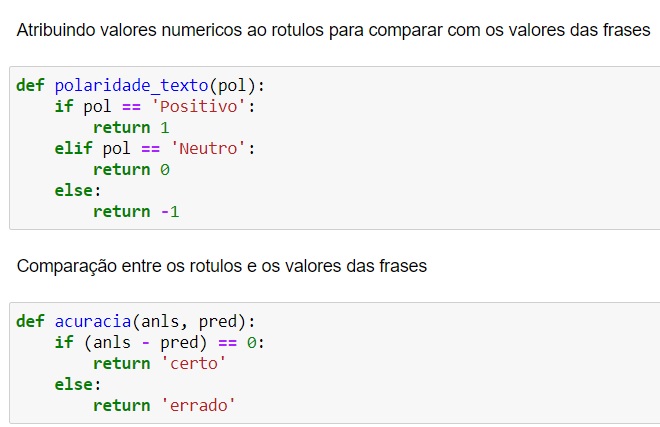 Atribuindo valores numericos ao rotulos para comparar com os valores das frases
def polaridade_texto(pol):
    if pol == 'Positivo':
        return 1
    elif pol == 'Neutro':
        return 0
    else:
        return -1
Comparação entre os rotulos e os valores das frases
def acuracia(anls, pred):
    if (anls - pred) == 0:
        return 'certo'
    else:
        return 'errado'